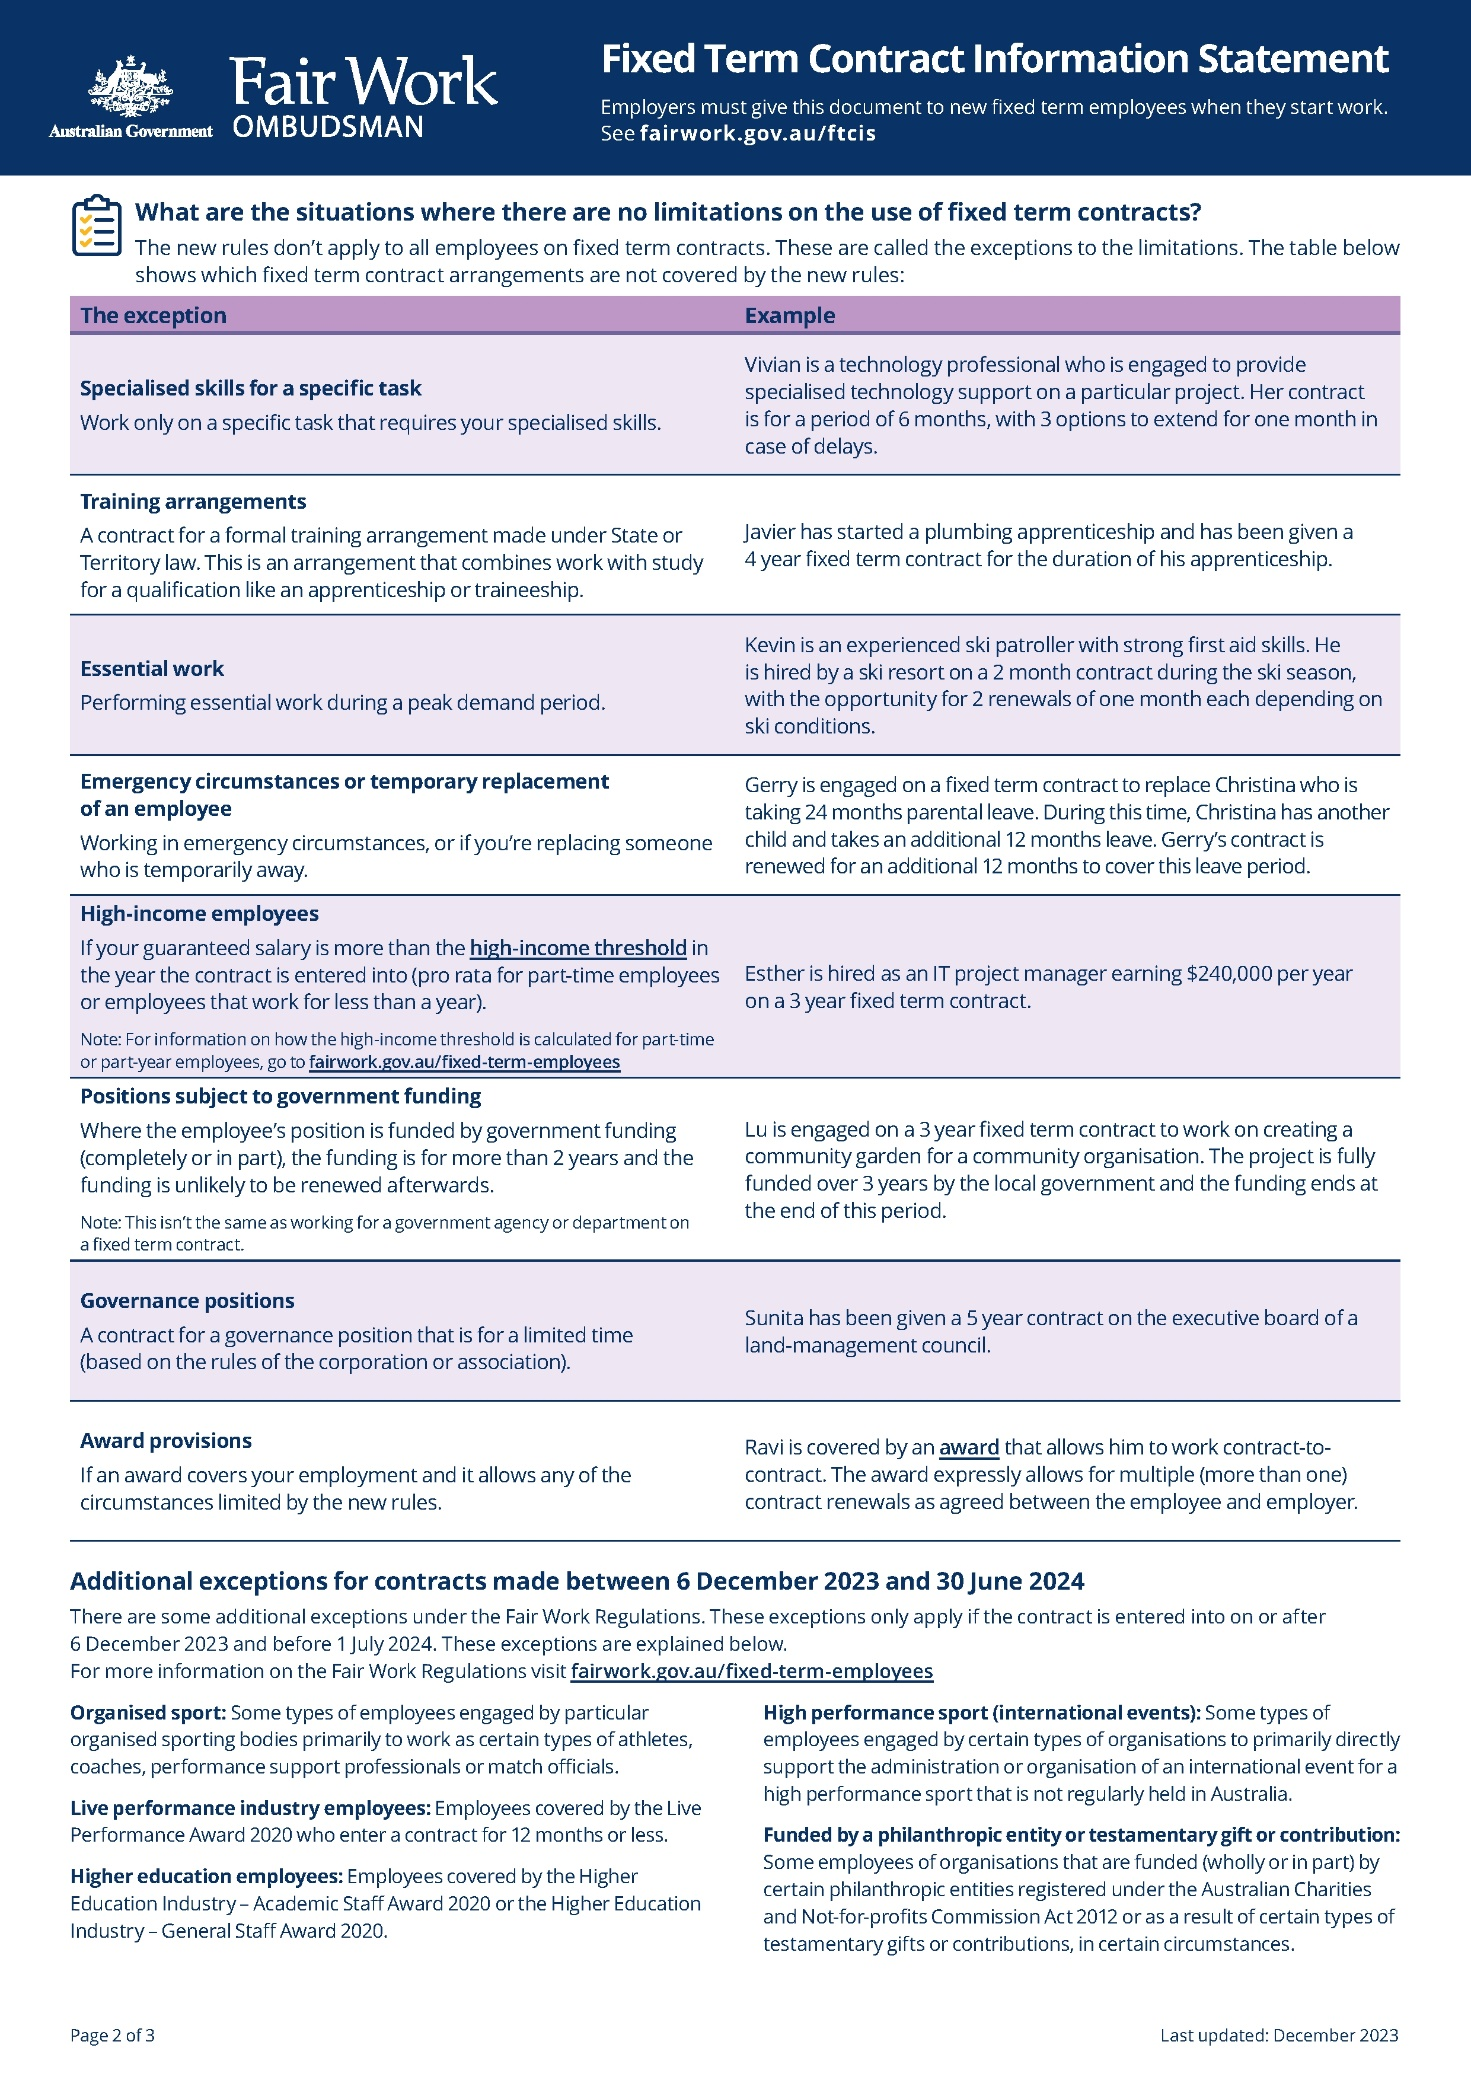 Australian Government
Fair Work
OMBUDSMAN
Fixed Term Contract Information Statement
Employers must give this document to new fixed term employees when they start work.
See fairwork.gov.au/ftcis
What are the situations where there are no limitations on the use of fixed term contracts?
The new rules don’t apply to all employees on fixed term contracts. These are called the exceptions to the limitations. The table below
shows which fixed term contract arrangements are not covered by the new rules:
The exception
Example
Specialised skills for a specific task
Work only on a specific task that requires your specialised skills.
Vivian is a technology professional who is engaged to provide
specialised technology support on a particular project. Her contract
is for a period of 6 months, with 3 options to extend for one month in
case of delays.
Training arrangements
A contract for a formal training arrangement made under State or
Territory law. This is an arrangement that combines work with study
for a qualification like an apprenticeship or traineeship.
Javier has started a plumbing apprenticeship and has been given a
4 year fixed term contract for the duration of his apprenticeship.
Essential work
Performing essential work during a peak demand period.
Kevin is an experienced ski patroller with strong first aid skills. He
is hired by a ski resort on a 2 month contract during the ski season,
with the opportunity for 2 renewals of one month each depending on
ski conditions.
Emergency circumstances or temporary replacement
of an employee
Working in emergency circumstances, or if you’re replacing someone
who is temporarily away.
Gerry is engaged on a fixed term contract to replace Christina who is
taking 24 months parental leave. During this time, Christina has another
child and takes an additional 12 months leave. Gerry’s contract is
renewed for an additional 12 months to cover this leave period.
High-income employees
If your guaranteed salary is more than the high-income threshold in
the year the contract is entered into (pro rata for part-time employees
or employees that work for less than a year).
Note: For information on how the high-income threshold is calculated for part-time
or part-year employees, go to fairwork.gov.au/fixed-term-employees
Esther is hired as an IT project manager earning $240,000 per year
on a 3 year fixed term contract.
Positions subject to government funding
Where the employee’s position is funded by government funding
(completely or in part), the funding is for more than 2 years and the
funding is unlikely to be renewed afterwards.
Note: This isn’t the same as working for a government agency or department on
a fixed term contract.
Lu is engaged on a 3 year fixed term contract to work on creating a
community garden for a community organisation. The project is fully
funded over 3 years by the local government and the funding ends at
the end of this period.
Governance positions
A contract for a governance position that is for a limited time
(based on the rules of the corporation or association).
Sunita has been given a 5 year contract on the executive board of a
land-management council.
Award provisions
If an award covers your employment and it allows any of the
circumstances limited by the new rules.
Ravi is covered by an award that allows him to work contract-to-
contract. The award expressly allows for multiple (more than one)
contract renewals as agreed between the employee and employer.
Additional exceptions for contracts made between 6 December 2023 and 30 June 2024
There are some additional exceptions under the Fair Work Regulations. These exceptions only apply if the contract is entered into on or after
6 December 2023 and before 1 July 2024. These exceptions are explained below.
For more information on the Fair Work Regulations visit fairwork.gov.au/fixed-term-employees
Organised sport: Some types of employees engaged by particular
organised sporting bodies primarily to work as certain types of athletes,
coaches, performance support professionals or match officials.
Live performance industry employees: Employees covered by the Live
Performance Award 2020 who enter a contract for 12 months or less.
Higher education employees: Employees covered by the Higher
Education Industry – Academic Staff Award 2020 or the Higher Education
Industry – General Staff Award 2020.
High performance sport (international events): Some types of
employees engaged by certain types of organisations to primarily directly
support the administration or organisation of an international event for a
high performance sport that is not regularly held in Australia.
Funded by a philanthropic entity or testamentary gift or contribution:
Some employees of organisations that are funded (wholly or in part) by
certain philanthropic entities registered under the Australian Charities
and Not-for-profits Commission Act 2012 or as a result of certain types of
testamentary gifts or contributions, in certain circumstances.
Page 2 of 3
Last updated: December 2023